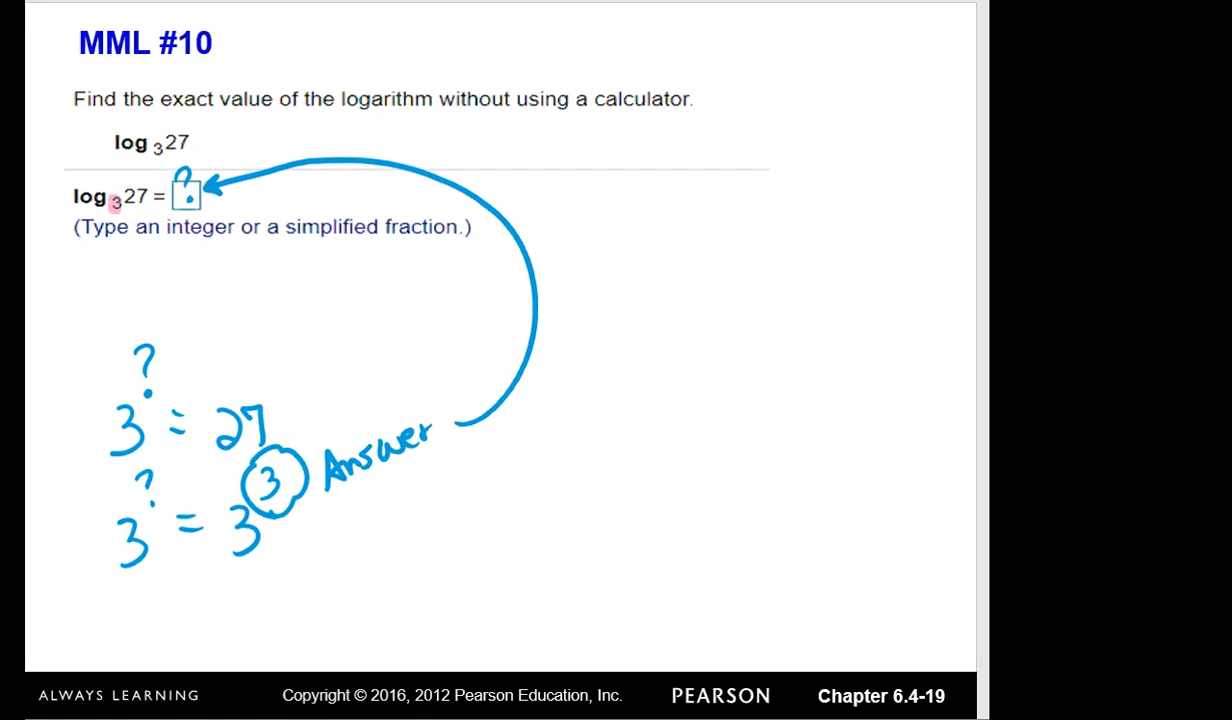 MML #10
Find the exact value of the logarithm without using a calculator.
log 3 27
?
log 3 27 =
(Type an integer or a simplified fraction.)
?
3 = 27
? 3 Answer
3 = 3
ALWAYS LEARNING Copyright © 2016, 2012 Pearson Education, Inc. PEARSON Chapter 6.4-19